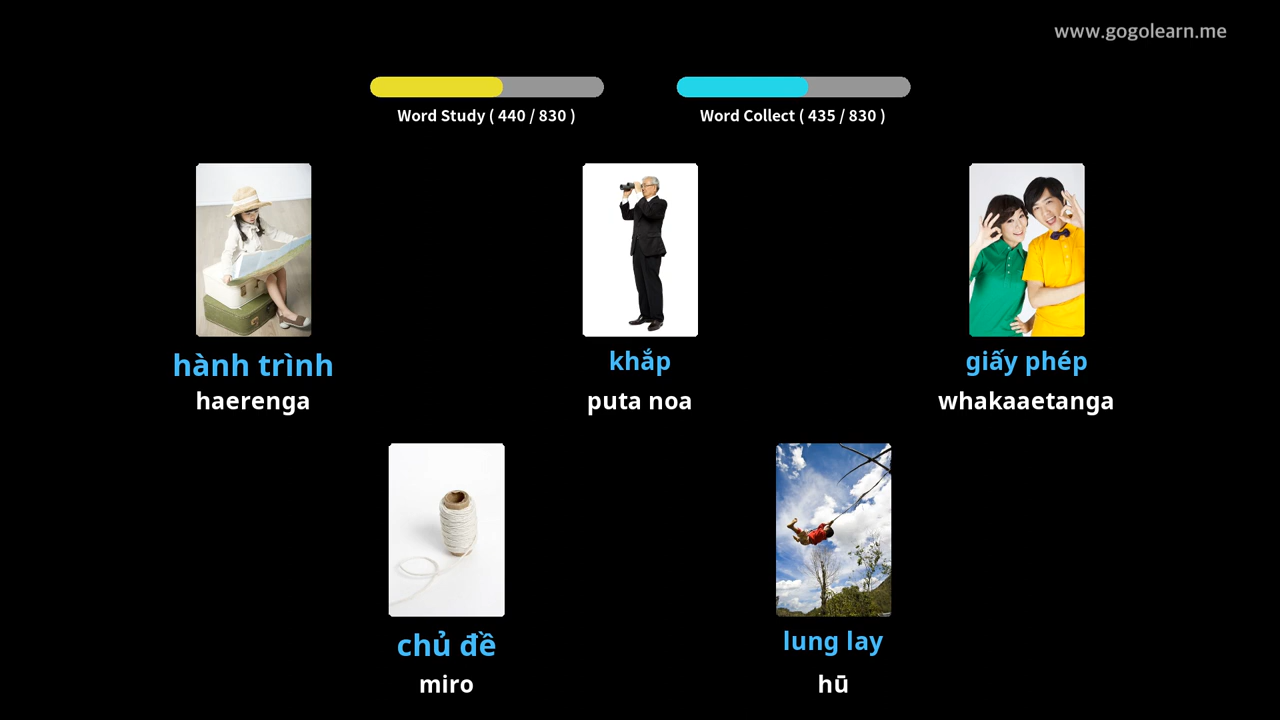 www.gogolearn.me
Word Study ( 440 / 830 )
Word Collect ( 435 / 830 )
hành trình
haerenga
khắp
puta noa
giấy phép
whakaaetanga
chủ đề
miro
lung lay
hū